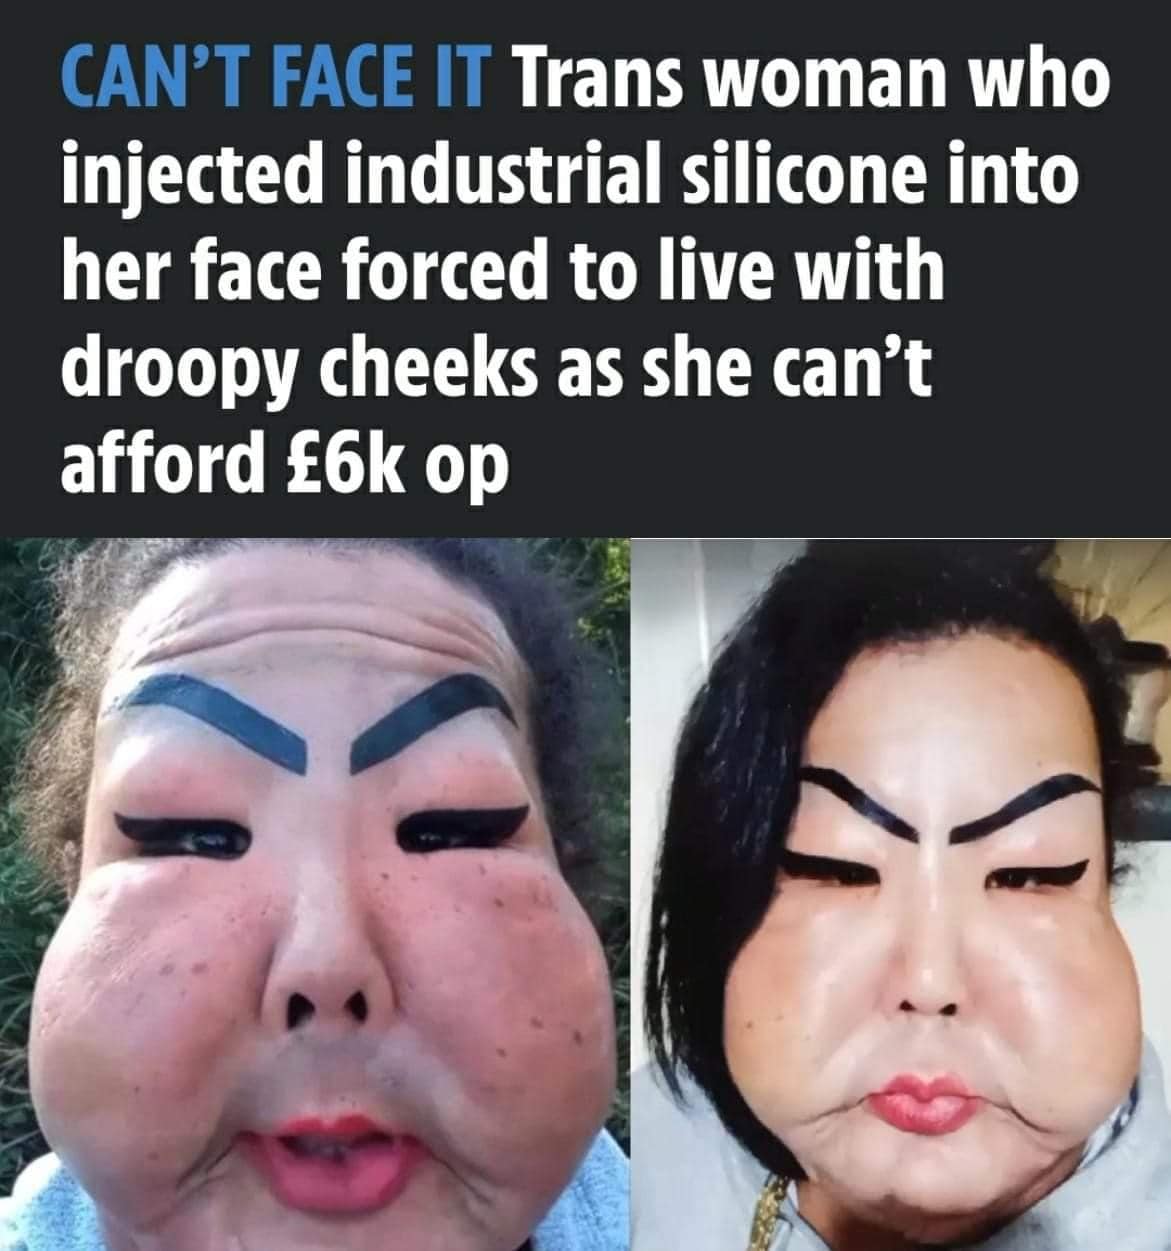 CAN'T FACE IT Trans woman who
injected industrial silicone into
her face forced to live with
droopy cheeks as she can't
afford £6k op